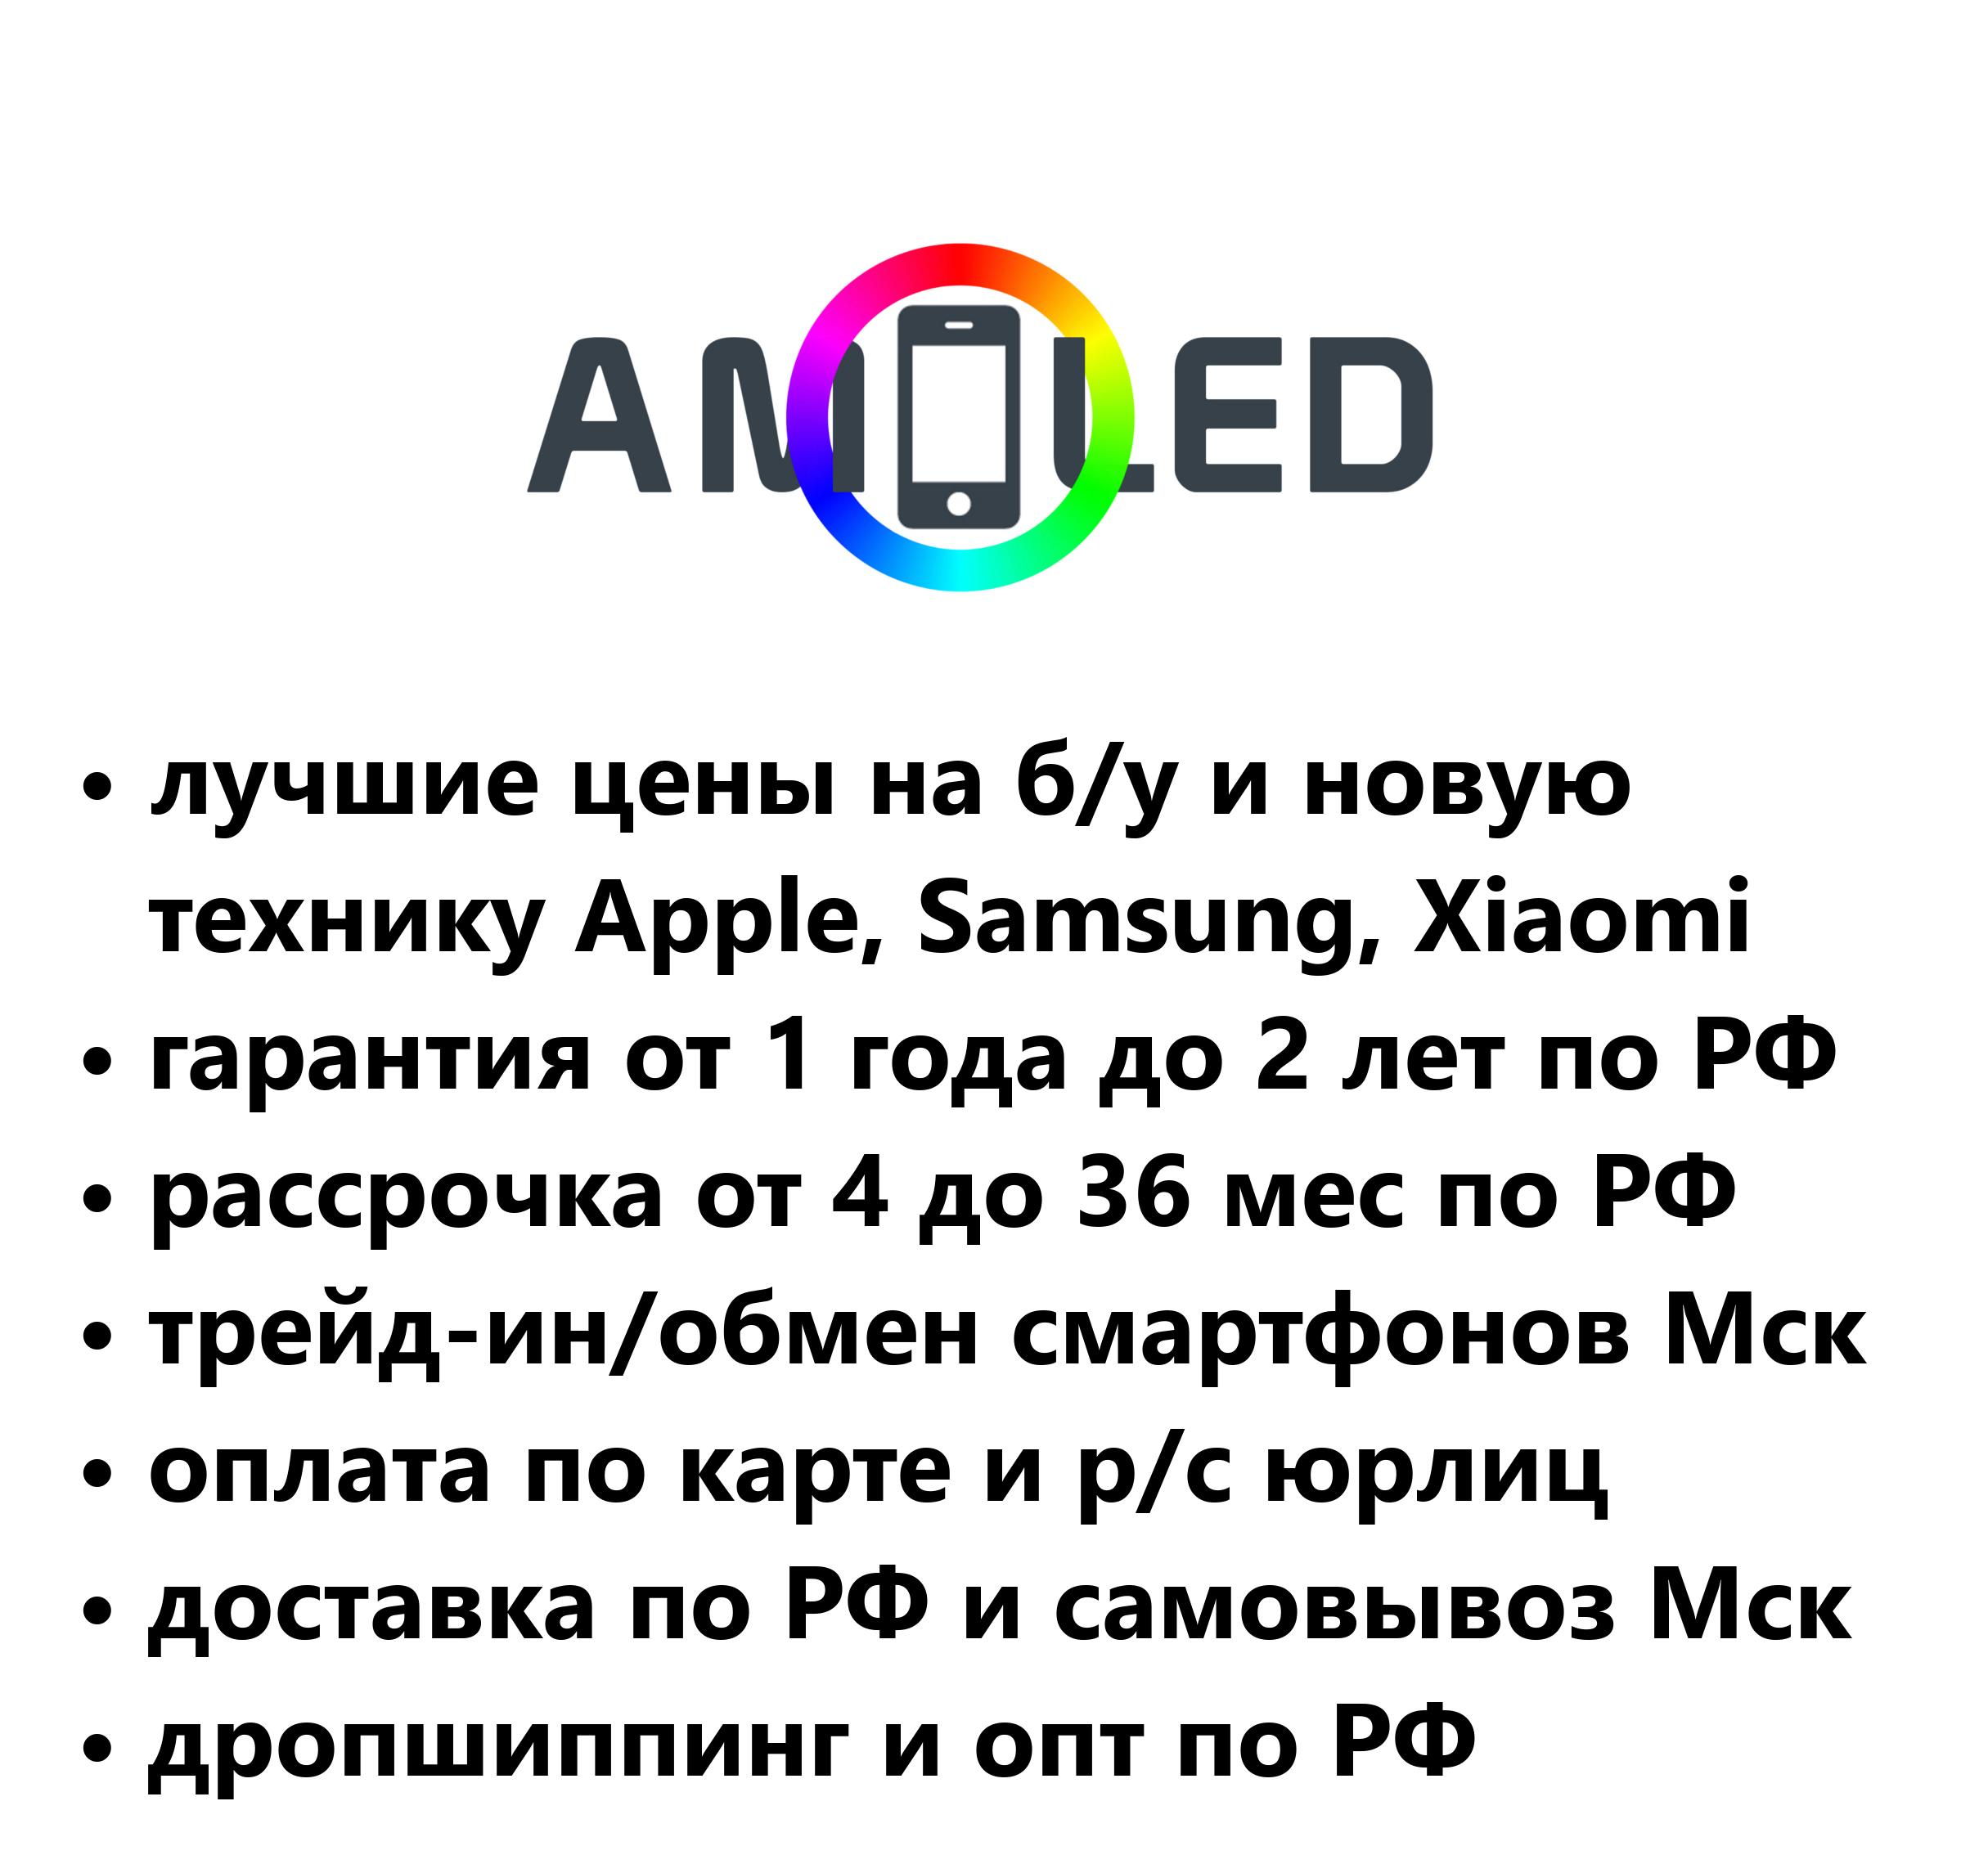 AMOLED
• лучшие цены на б/у и новую
технику Apple, Samsung, Xiaomi
• гарантия от 1 года до 2 лет по РФ
• рассрочка от 4 до 36 мес по РФ
• трейд-ин/обмен смартфонов Мск
• оплата по карте и р/с юрлиц
• доставка по РФ и самовывоз Мск
• дропшиппинг и опт по РФ